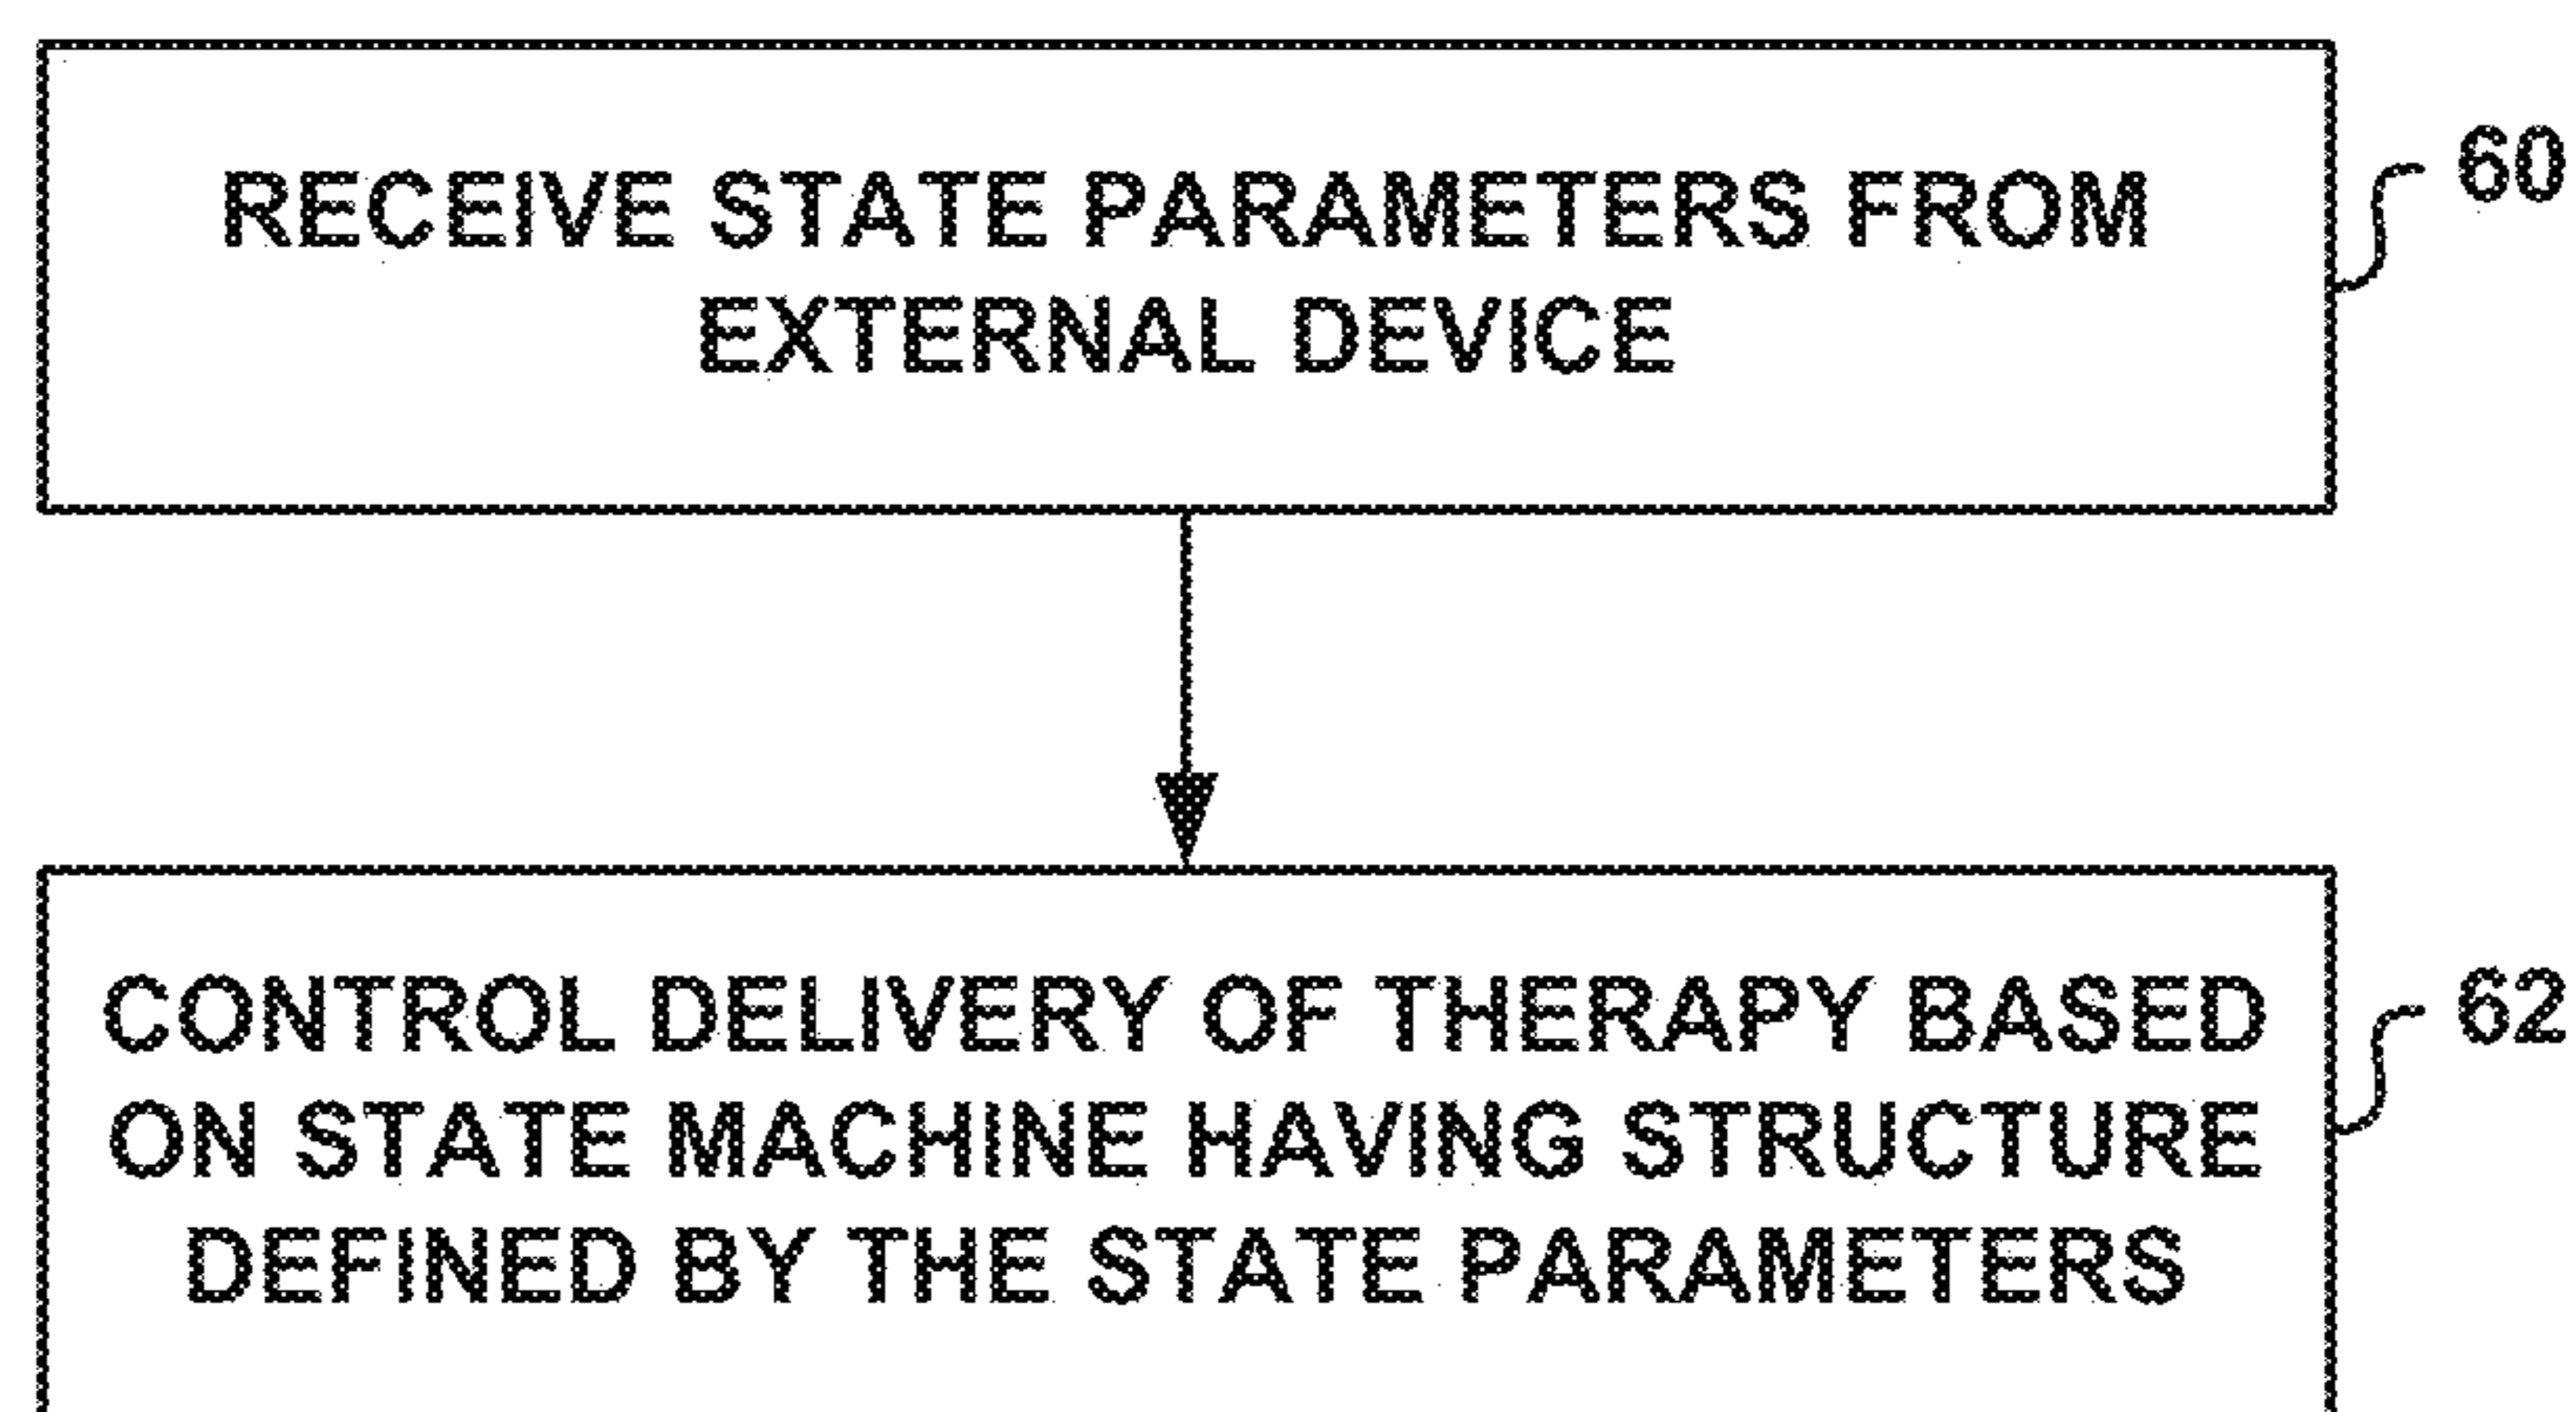 RECEIVE STATE PARAMETERS FROM
EXTERNAL DEVICE
60
CONTROL DELIVERY OF THERAPY BASED
ON STATE MACHINE HAVING STRUCTURE
DEFINED BY THE STATE PARAMETERS
62